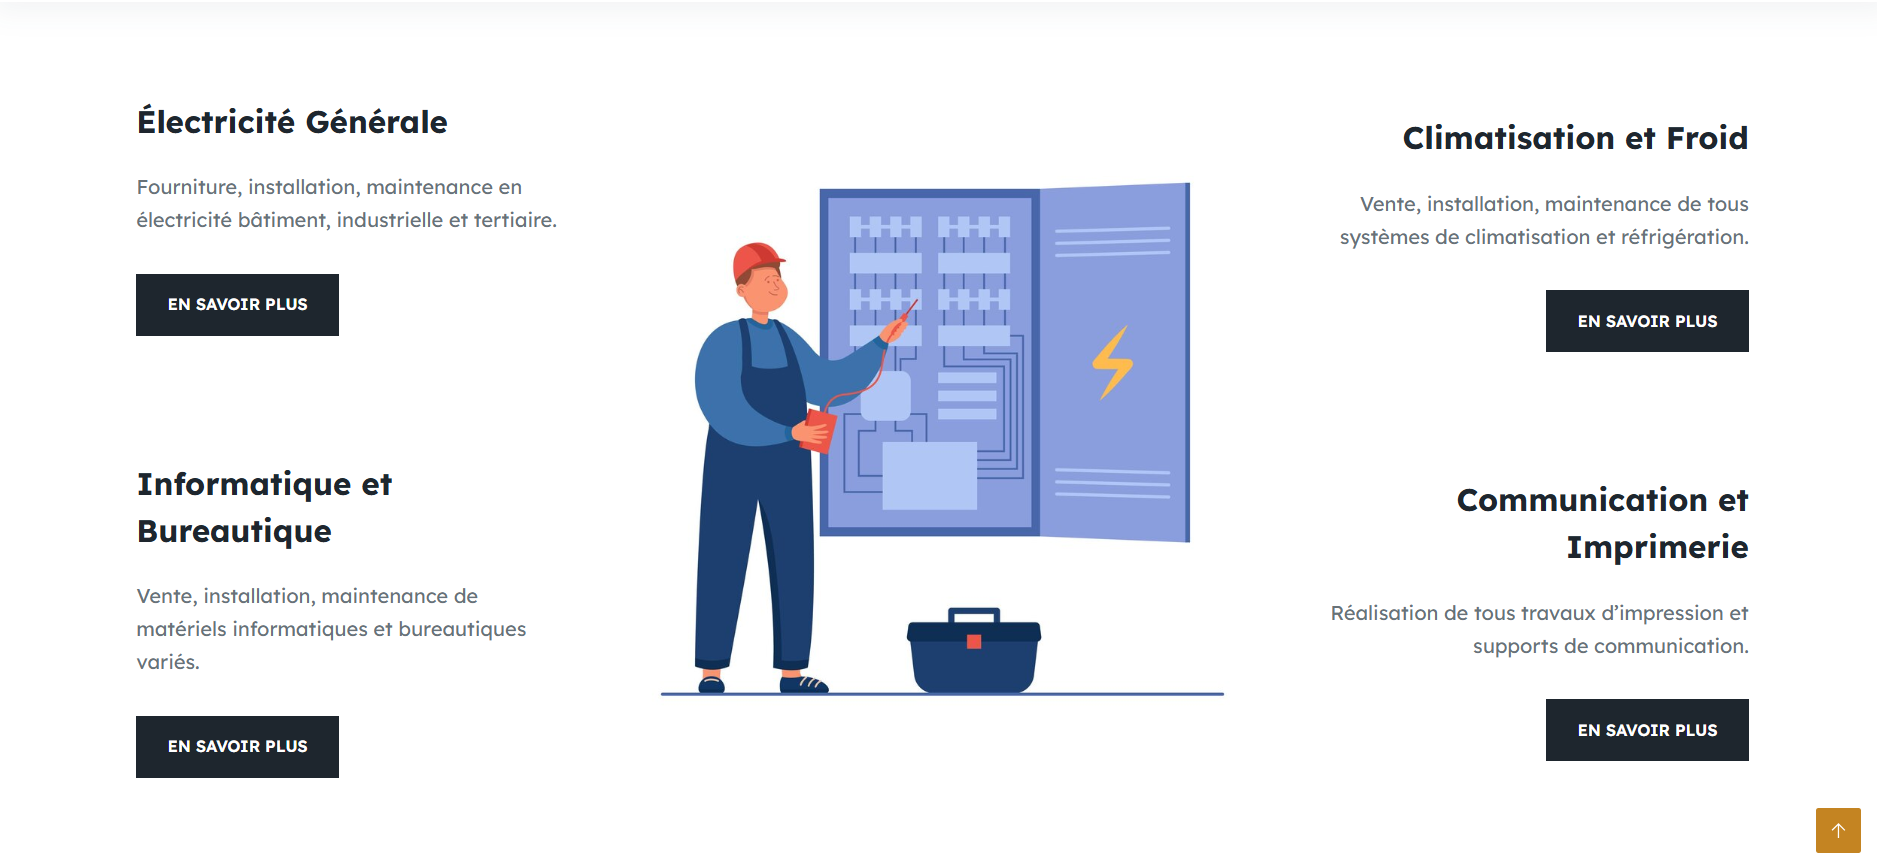 Électricité Générale
Fourniture, installation, maintenance en
électricité bâtiment, industrielle et tertiaire.
EN SAVOIR PLUS
Informatique et
Bureautique
Vente, installation, maintenance de
matériels informatiques et bureautiques
variés.
EN SAVOIR PLUS
Climatisation et Froid
Vente, installation, maintenance de tous
systèmes de climatisation et réfrigération.
EN SAVOIR PLUS
Communication et
Imprimerie
Réalisation de tous travaux d’impression et
supports de communication.
EN SAVOIR PLUS